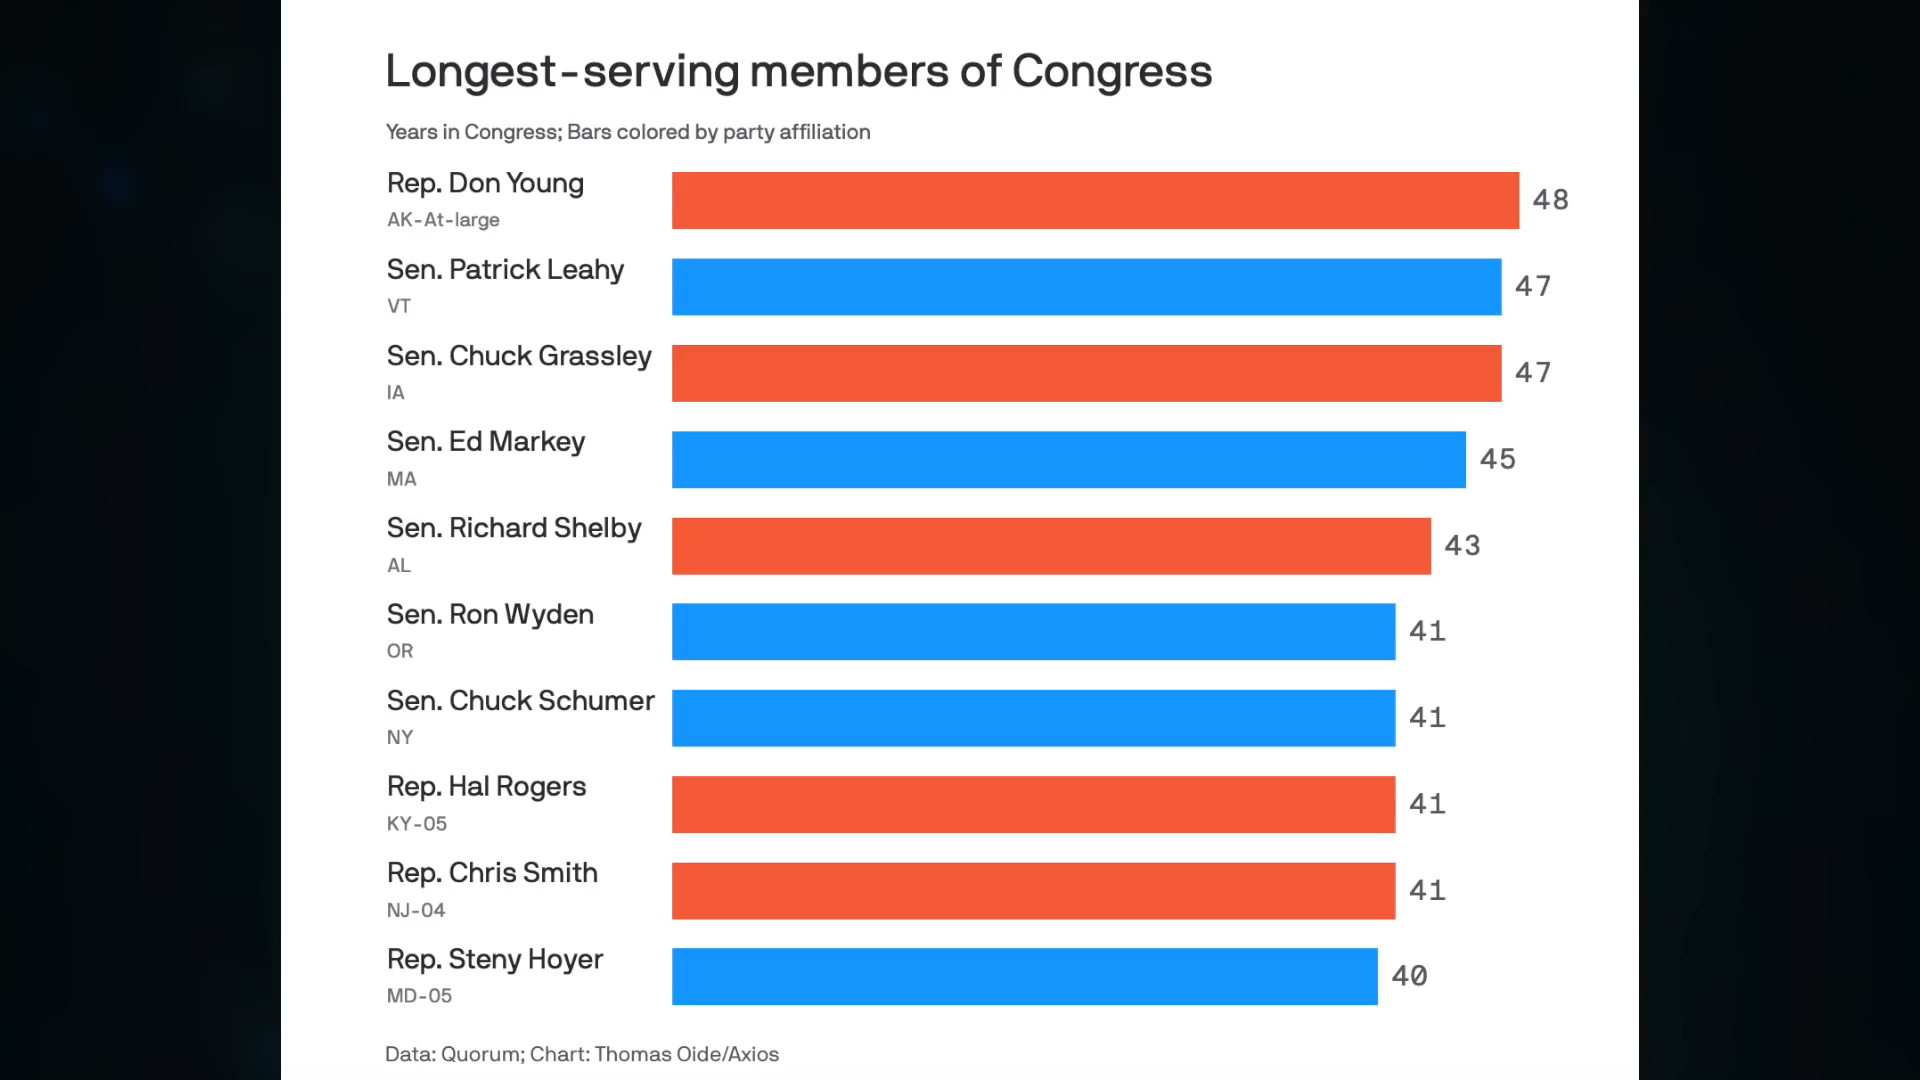 Longest-serving members of Congress
Years in Congress; Bars colored by party affiliation
Rep. Don Young
AK-At-large
48
Sen. Patrick Leahy
VT
47
Sen. Chuck Grassley
IA
47
Sen. Ed Markey
MA
45
Sen. Richard Shelby
AL
43
Sen. Ron Wyden
OR
41
Sen. Chuck Schumer
NY
41
Rep. Hal Rogers
KY-05
41
Rep. Chris Smith
NJ-04
41
Rep. Steny Hoyer
MD-05
40
Data: Quorum; Chart: Thomas Oide/Axios